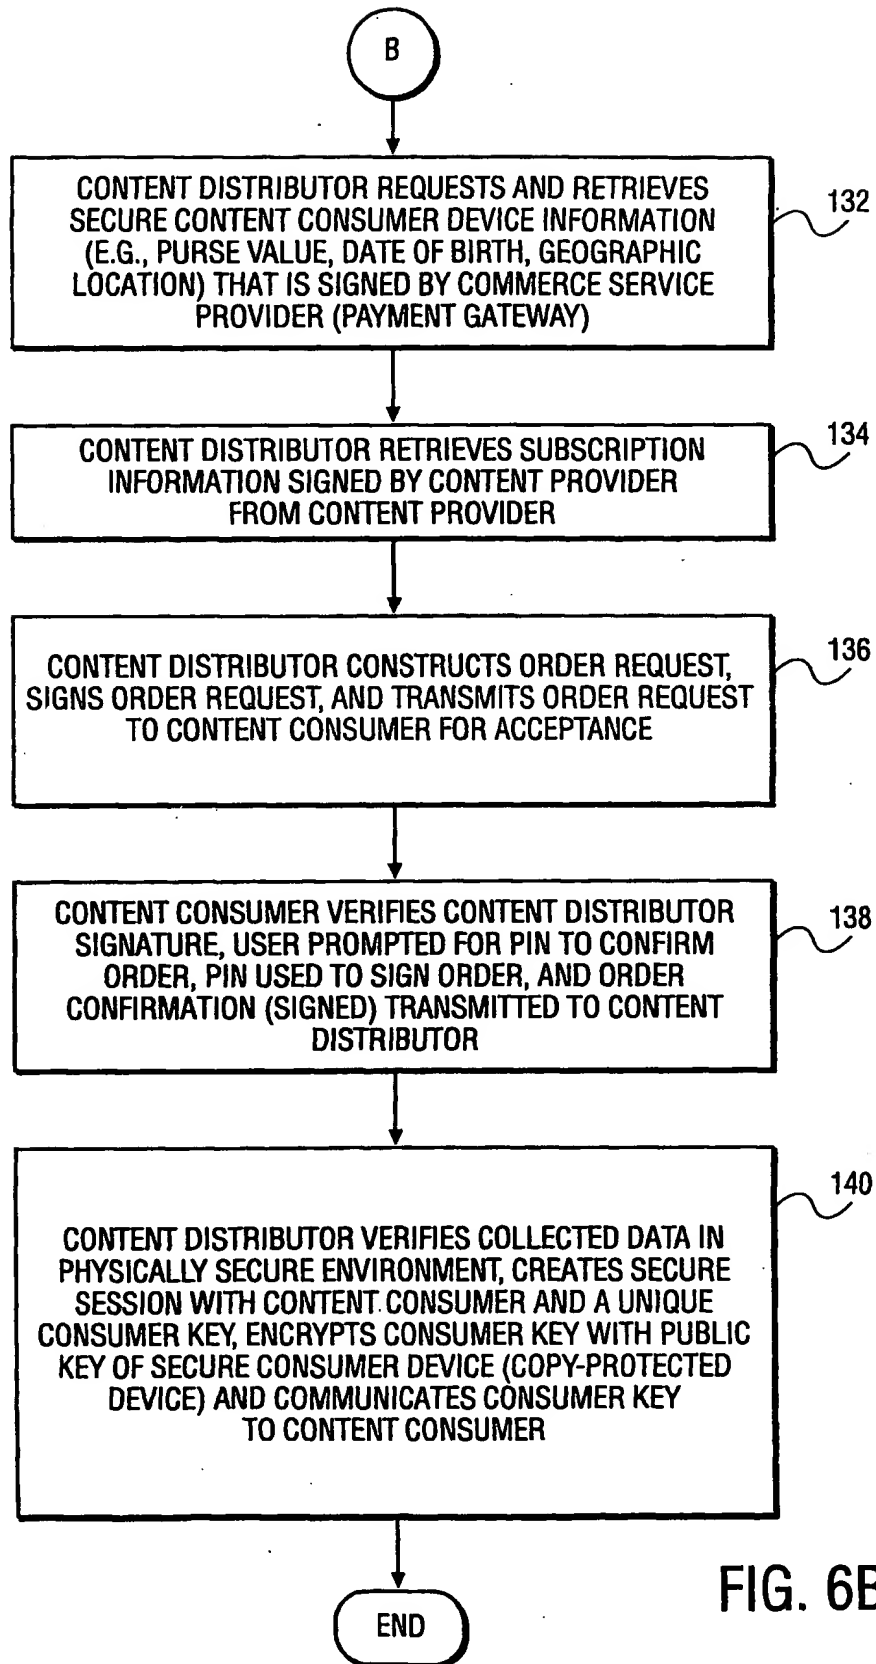 B
CONTENT DISTRIBUTOR REQUESTS AND RETRIEVES
SECURE CONTENT CONSUMER DEVICE INFORMATION
(E.G., PURSE VALUE, DATE OF BIRTH, GEOGRAPHIC
LOCATION) THAT IS SIGNED BY COMMERCE SERVICE
PROVIDER (PAYMENT GATEWAY)
132
CONTENT DISTRIBUTOR RETRIEVES SUBSCRIPTION
INFORMATION SIGNED BY CONTENT PROVIDER
FROM CONTENT PROVIDER
134
CONTENT DISTRIBUTOR CONSTRUCTS ORDER REQUEST,
SIGNS ORDER REQUEST, AND TRANSMITS ORDER REQUEST
TO CONTENT CONSUMER FOR ACCEPTANCE
136
CONTENT CONSUMER VERIFIES CONTENT DISTRIBUTOR
SIGNATURE, USER PROMPTED FOR PIN TO CONFIRM
ORDER, PIN USED TO SIGN ORDER, AND ORDER
CONFIRMATION (SIGNED) TRANSMITTED TO CONTENT
DISTRIBUTOR
138
CONTENT DISTRIBUTOR VERIFIES COLLECTED DATA IN
PHYSICALLY SECURE ENVIRONMENT, CREATES SECURE
SESSION WITH CONTENT CONSUMER AND A UNIQUE
CONSUMER KEY, ENCRYPTS CONSUMER KEY WITH PUBLIC
KEY OF SECURE CONSUMER DEVICE (COPY-PROTECTED
DEVICE) AND COMMUNICATES CONSUMER KEY
TO CONTENT CONSUMER
140
END
FIG. 6B